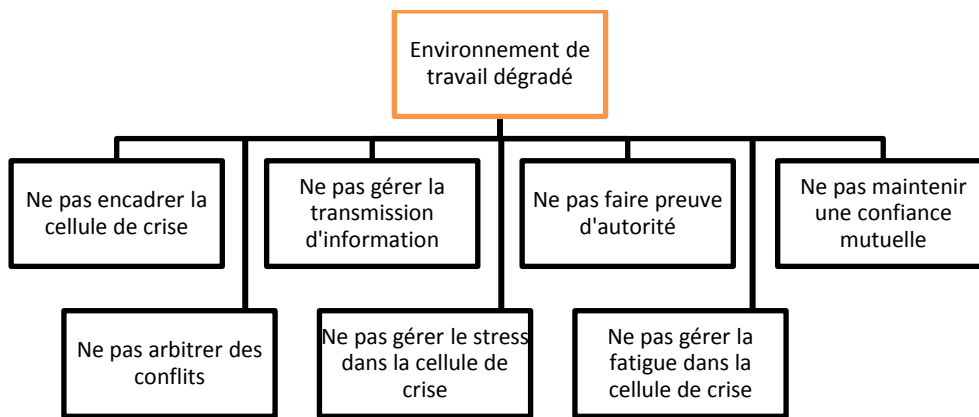 Environnement de
travail dégradé
Ne pas encadrer la
cellule de crise
Ne pas gérer la
transmission
d'information
Ne pas faire preuve
d'autorité
Ne pas maintenir
une confiance
mutuelle
Ne pas arbitrer des
conflits
Ne pas gérer le stress
dans la cellule de
crise
Ne pas gérer la
fatigue dans la
cellule de crise